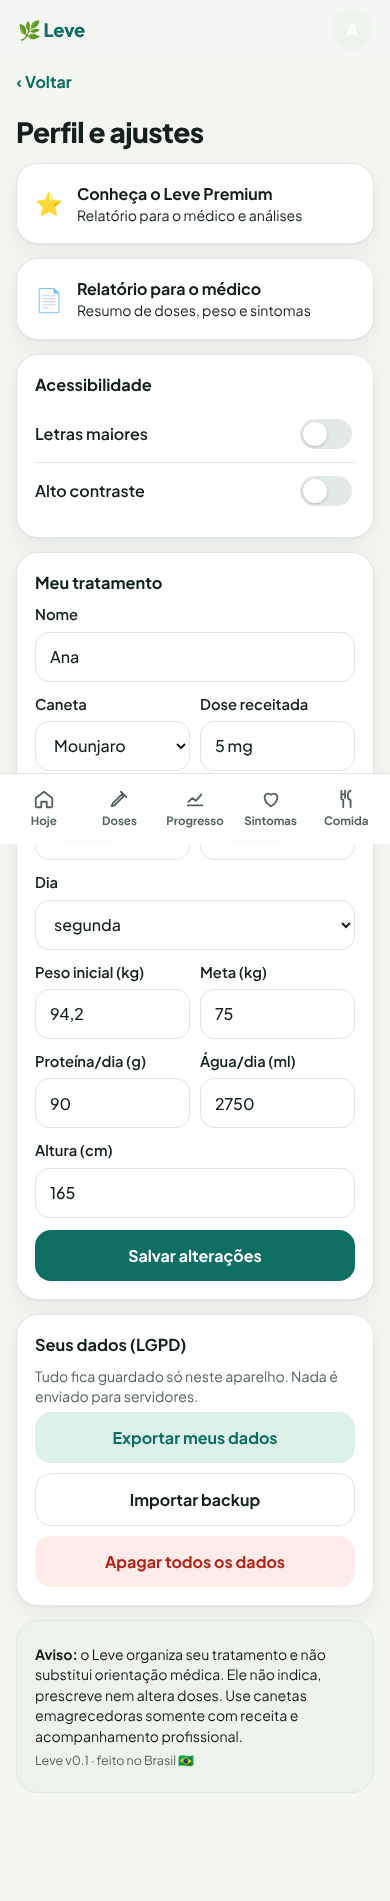 🌿 Leve
A
‹ Voltar
Perfil e ajustes
⭐ Conheça o Leve Premium
Relatório para o médico e análises
📄 Relatório para o médico
Resumo de doses, peso e sintomas
Acessibilidade
Letras maiores
Alto contraste
Meu tratamento
Nome
Ana
Caneta Dose receitada
Mounjaro 5 mg
Hoje Doses Progresso Sintomas Comida
Dia
segunda
Peso inicial (kg) Meta (kg)
94,2 75
Proteína/dia (g) Água/dia (ml)
90 2750
Altura (cm)
165
Salvar alterações
Seus dados (LGPD)
Tudo fica guardado só neste aparelho. Nada é
enviado para servidores.
Exportar meus dados
Importar backup
Apagar todos os dados
Aviso: o Leve organiza seu tratamento e não
substitui orientação médica. Ele não indica,
prescreve nem altera doses. Use canetas
emagrecedoras somente com receita e
acompanhamento profissional.
Leve v0.1 · feito no Brasil 🇧🇷